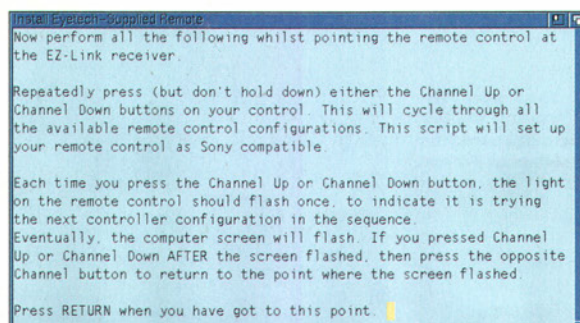 Install Eyetech-Supplied Remote
Now perform all the following whilst pointing the remote control at
the EZ-Link receiver.
Repeatedly press (but don't hold down) either the Channel Up or
Channel Down buttons on your control. This will cycle through all
the available remote control configurations. This script will set up
your remote control as Sony compatible.
Each time you press the Channel Up or Channel Down button, the light
on the remote control should flash once, to indicate it is trying
the next controller configuration in the sequence.
Eventually, the computer screen will flash. If you pressed Channel
Up or Channel Down AFTER the screen flashed, then press the opposite
Channel button to return to the point where the screen flashed.
Press RETURN when you have got to this point.